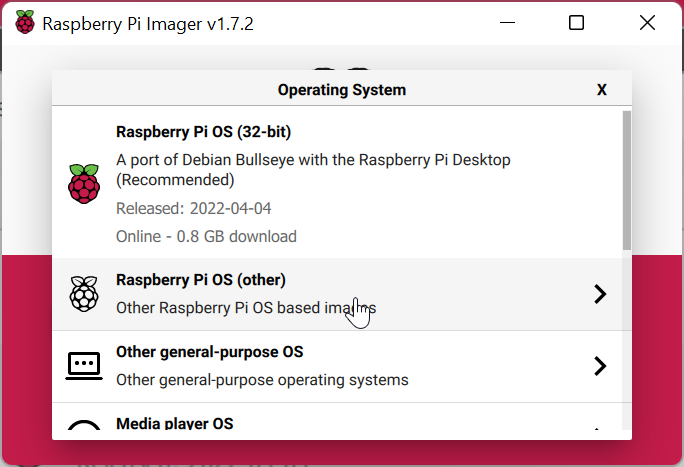 Raspberry Pi Imager v1.7.2
Operating System
X
Raspberry Pi OS (32-bit)
A port of Debian Bullseye with the Raspberry Pi Desktop
(Recommended)
Released: 2022-04-04
Online - 0.8 GB download
Raspberry Pi OS (other)
Other Raspberry Pi OS based images
Other general-purpose OS
Other general-purpose operating systems
Media player OS